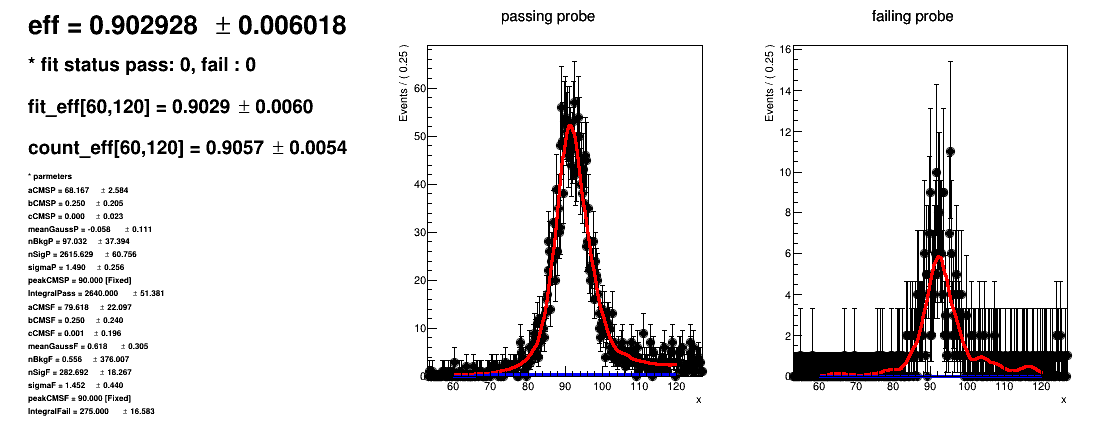 eff = 0.902928 ± 0.006018
* fit status pass: 0, fail : 0
fit_eff[60,120] = 0.9029 ± 0.0060
count_eff[60,120] = 0.9057 ± 0.0054
* parmeters
aCMSP = 68.167 ± 2.584
bCMSP = 0.250 ± 0.205
cCMSP = 0.000 ± 0.023
meanGaussP = -0.058 ± 0.111
nBkgP = 97.032 ± 37.394
nSigP = 2615.629 ± 60.756
sigmaP = 1.490 ± 0.256
peakCMSP = 90.000 [Fixed]
IntegralPass = 2640.000 ± 51.381
aCMSF = 79.618 ± 22.097
bCMSF = 0.250 ± 0.240
cCMSF = 0.001 ± 0.196
meanGaussF = 0.618 ± 0.305
nBkgF = 0.556 ± 376.007
nSigF = 282.692 ± 18.267
sigmaF = 1.452 ± 0.440
peakCMSF = 90.000 [Fixed]
IntegralFail = 275.000 ± 16.583
passing probe
Events / ( 0.25 )
60
50
40
30
20
10
0
60 70 80 90 100 110 120
x
failing probe
Events / ( 0.25 )
16
14
12
10
8
6
4
2
0
60 70 80 90 100 110 120
x